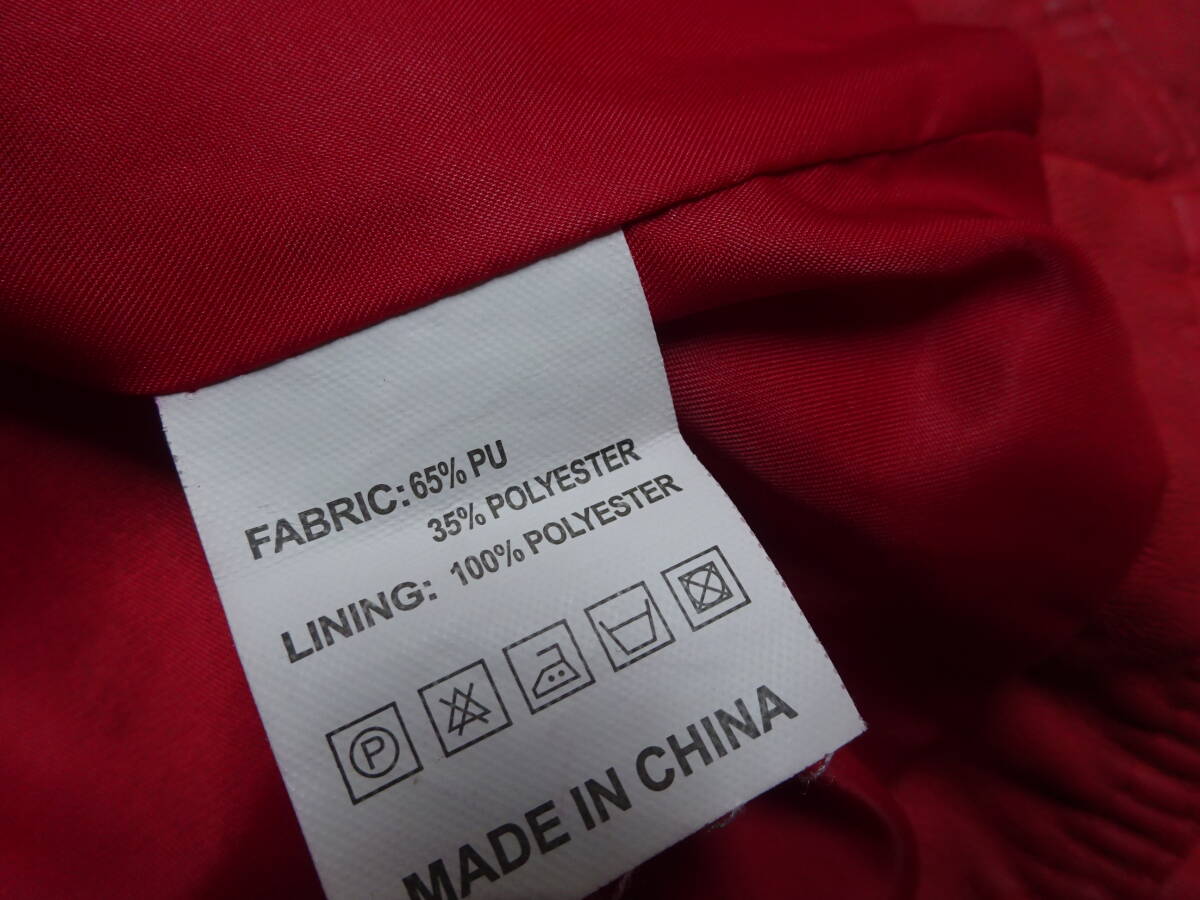 FABRIC: 65% PU
35% POLYESTER
LINING: 100% POLYESTER
P
MADE IN CHINA